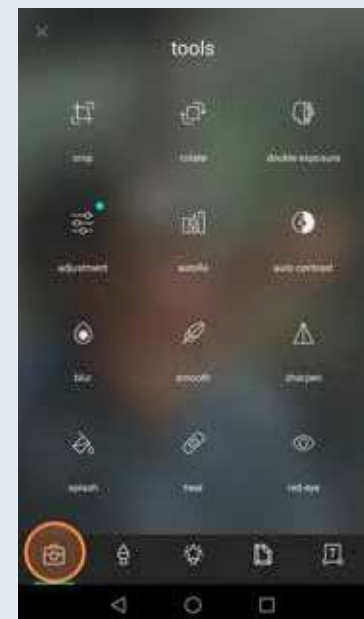 tools
crop rotate double exposure
adjustment autofix auto contrast
blur smooth sharpen
splash heal red-eye
T